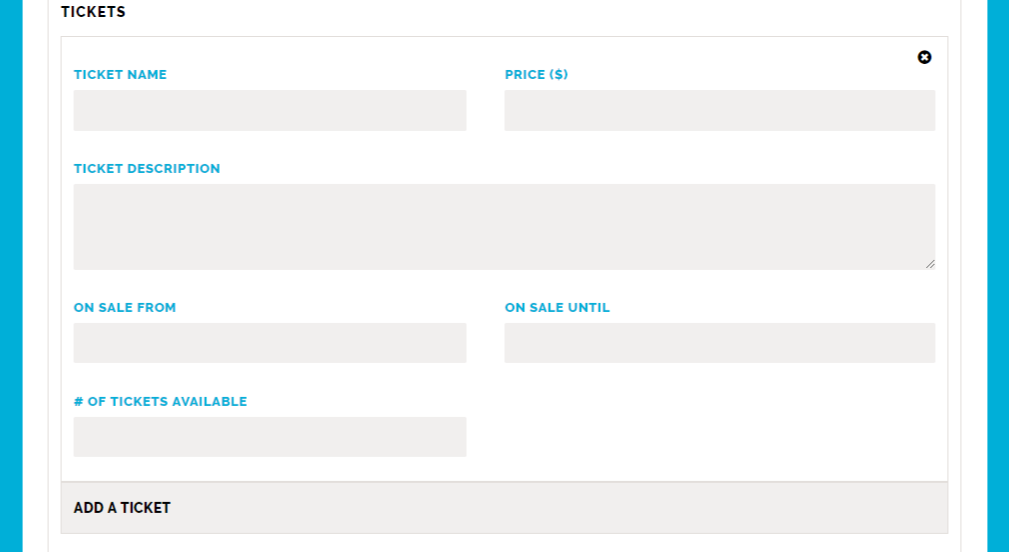 TICKETS
TICKET NAME
PRICE ($)
TICKET DESCRIPTION
ON SALE FROM
ON SALE UNTIL
# OF TICKETS AVAILABLE
ADD A TICKET